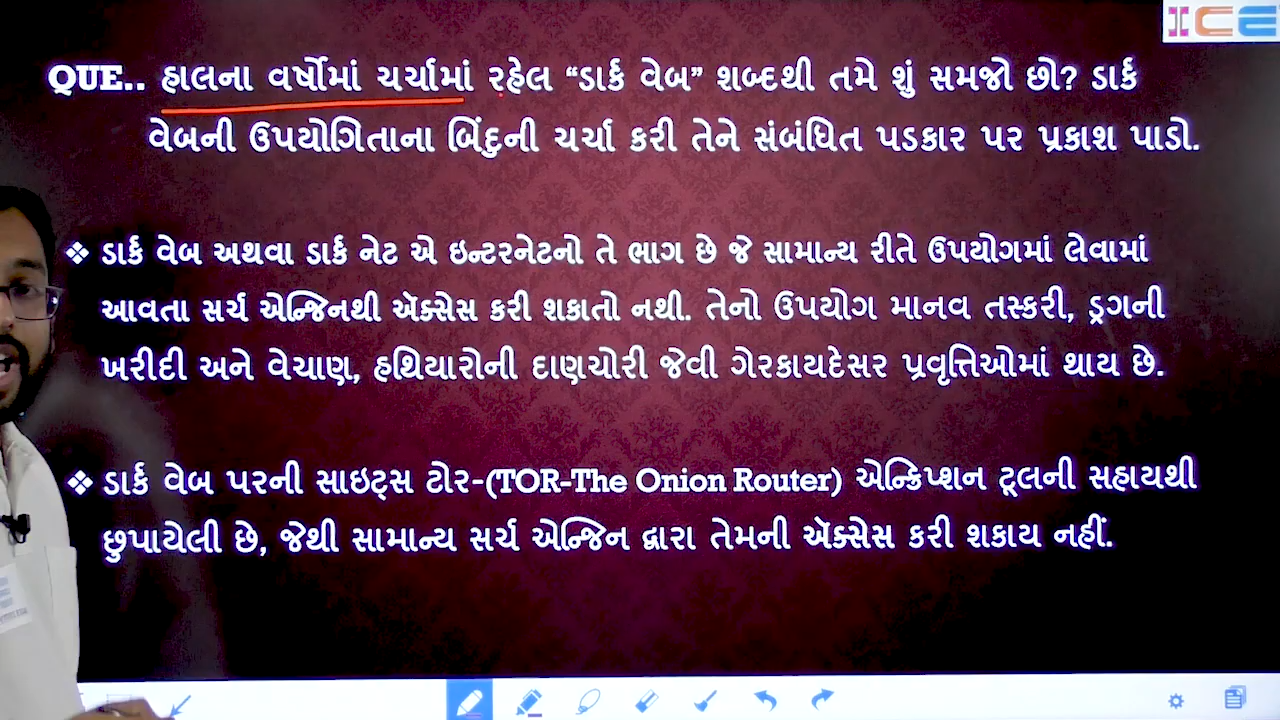 ICE
QUE.. હાલના વર્ષોમાં ચર્ચામાં રહેલ “ડાર્ક વેબ” શબ્દથી તમે શું સમજો છો? ડાર્ક
વેબની ઉપયોગિતાના બિંદુની ચર્ચા કરી તેને સંબંધિત પડકાર પર પ્રકાશ પાડો.
❖ ડાર્ક વેબ અથવા ડાર્ક નેટ એ ઇન્ટરનેટનો તે ભાગ છે જે સામાન્ય રીતે ઉપયોગમાં લેવામાં
આવતા સર્ચ એન્જિનથી ઍક્સેસ કરી શકાતો નથી. તેનો ઉપયોગ માનવ તસ્કરી, ડ્રગની
ખરીદી અને વેચાણ, હથિયારોની દાણચોરી જેવી ગેરકાયદેસર પ્રવૃત્તિઓમાં થાય છે.
❖ ડાર્ક વેબ પરની સાઇટ્સ ટોર-(TOR-The Onion Router) એન્ક્રિપ્શન ટૂલની સહાયથી
છુપાયેલી છે, જેથી સામાન્ય સર્ચ એન્જિન દ્વારા તેમની ઍક્સેસ કરી શકાય નહીં.